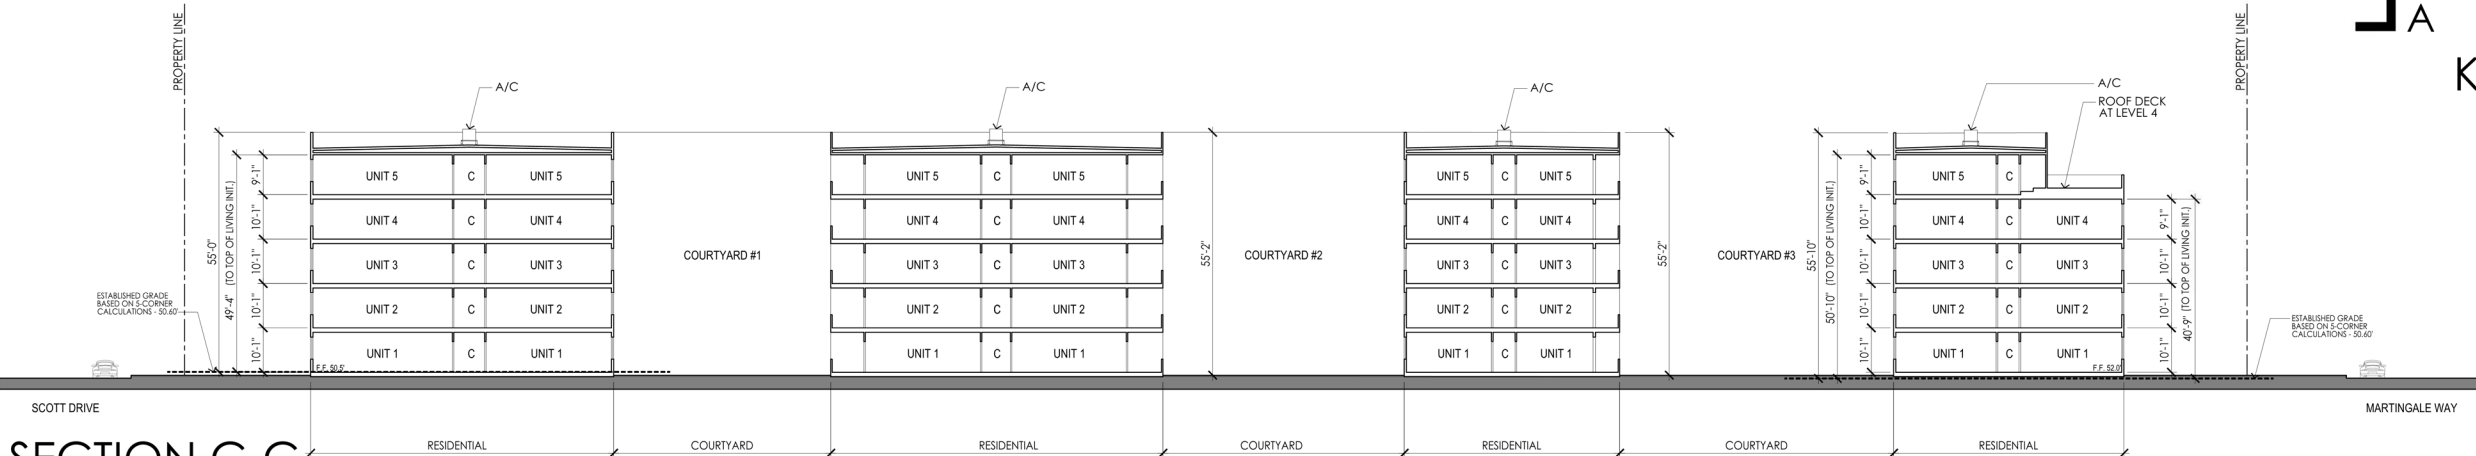 PROPERTY LINE
PROPERTY LINE
A
K
A/C
A/C
A/C
A/C
ROOF DECK
AT LEVEL 4
55'-0"
49'-4" (TO TOP OF LIVING INIT.)
9'-1"
10'-1"
10'-1"
10'-1"
10'-1"
UNIT 5 C UNIT 5
UNIT 4 C UNIT 4
UNIT 3 C UNIT 3
UNIT 2 C UNIT 2
UNIT 1 C UNIT 1
F.F. 50.5'
COURTYARD #1
UNIT 5 C UNIT 5
UNIT 4 C UNIT 4
UNIT 3 C UNIT 3
UNIT 2 C UNIT 2
UNIT 1 C UNIT 1
55'-2"
COURTYARD #2
UNIT 5 C UNIT 5
UNIT 4 C UNIT 4
UNIT 3 C UNIT 3
UNIT 2 C UNIT 2
UNIT 1 C UNIT 1
55'-2"
COURTYARD #3
55'-10"
50'-10" (TO TOP OF LIVING INIT.)
9'-1"
10'-1"
10'-1"
10'-1"
10'-1"
UNIT 5 C
UNIT 4 C UNIT 4
UNIT 3 C UNIT 3
UNIT 2 C UNIT 2
UNIT 1 C UNIT 1
F.F. 52.0'
9'-1"
10'-1"
10'-1"
10'-1"
40'-9" (TO TOP OF LIVING INIT.)
ESTABLISHED GRADE
BASED ON 5-CORNER
CALCULATIONS - 50.60'
ESTABLISHED GRADE
BASED ON 5-CORNER
CALCULATIONS - 50.60'
SCOTT DRIVE
MARTINGALE WAY
RESIDENTIAL COURTYARD RESIDENTIAL COURTYARD RESIDENTIAL COURTYARD RESIDENTIAL
SECTION C-C